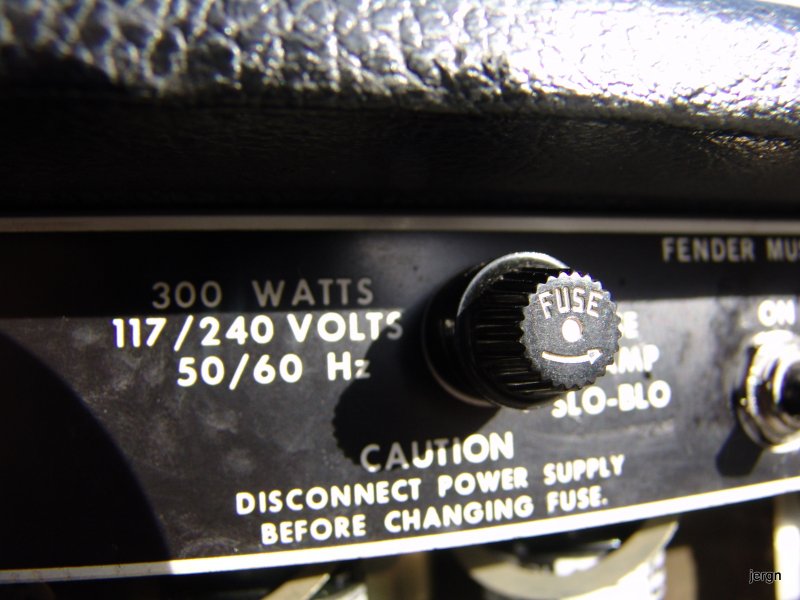 FENDER
300 WATTS
117/240 VOLTS
50/60 Hz
FUSE
ON
SLO-BLO
CAUTION
DISCONNECT POWER SUPPLY
BEFORE CHANGING FUSE.
jergn